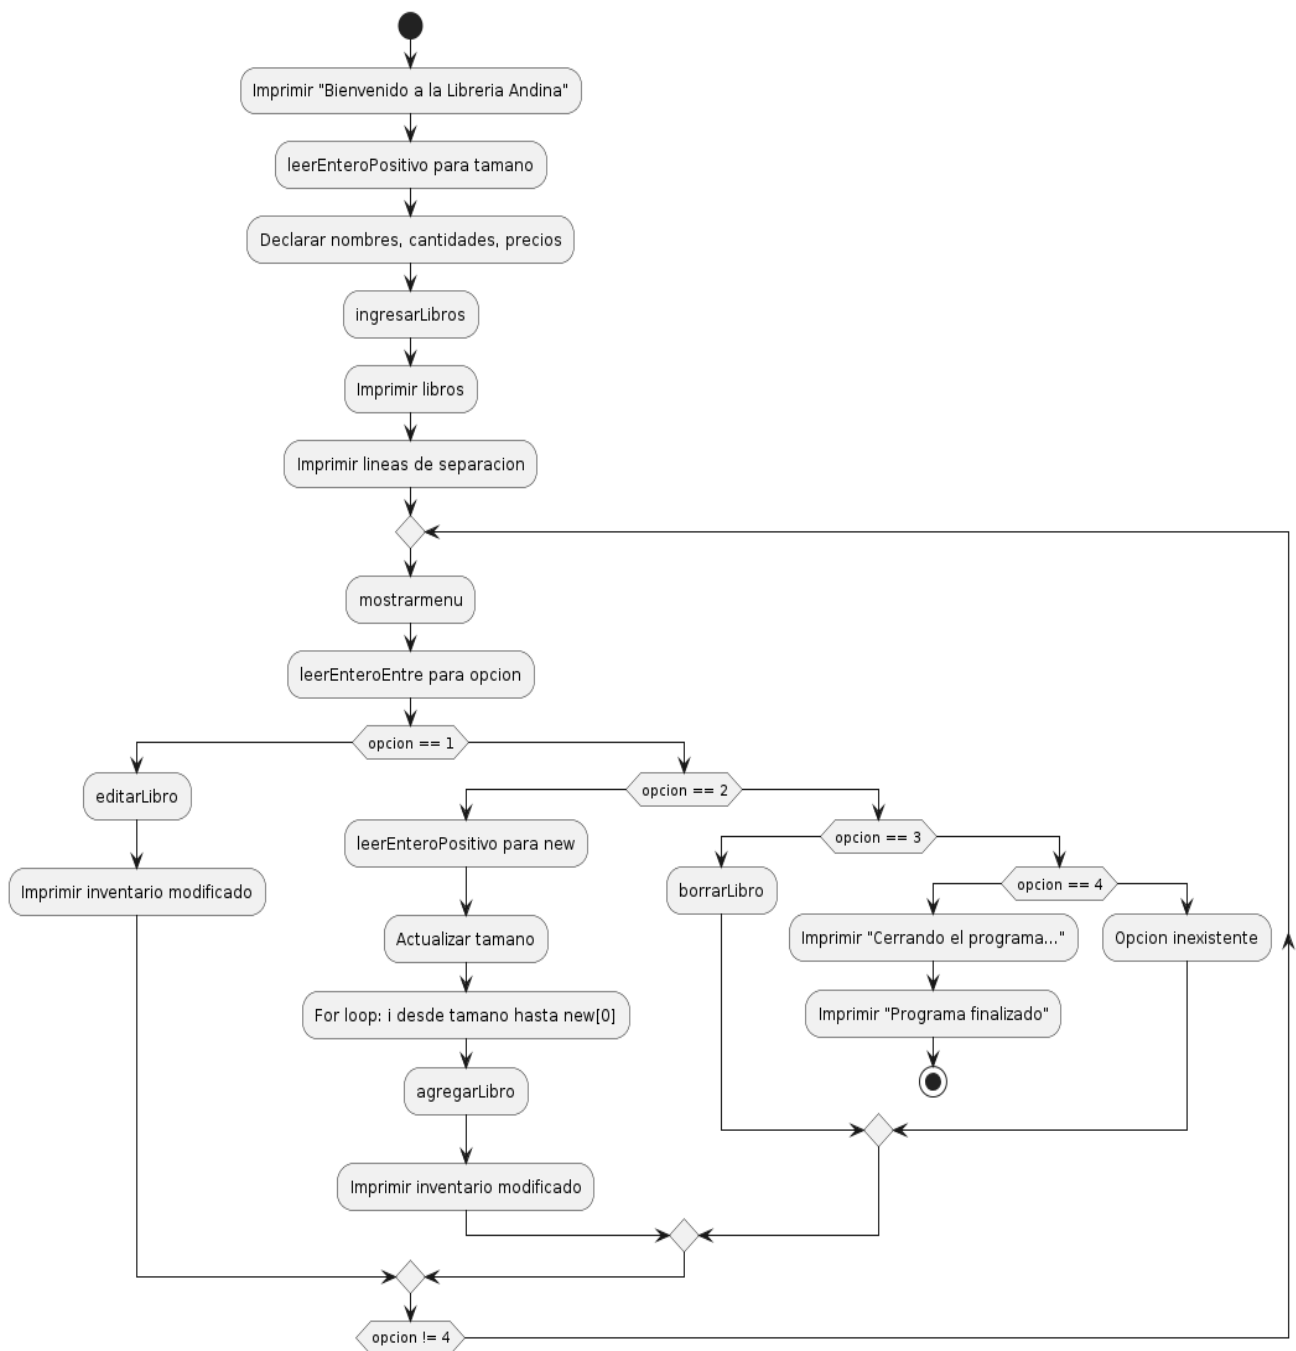 Imprimir "Bienvenido a la Libreria Andina"
leerEnteroPositivo para tamano
Declarar nombres, cantidades, precios
ingresarLibros
Imprimir libros
Imprimir lineas de separacion
mostrarmenu
leerEnteroEntre para opcion
opcion == 1
editarLibro
Imprimir inventario modificado
opcion == 2
leerEnteroPositivo para new
Actualizar tamano
For loop: i desde tamano hasta new[0]
agregarLibro
Imprimir inventario modificado
opcion == 3
borrarLibro
opcion == 4
Imprimir "Cerrando el programa..."
Imprimir "Programa finalizado"
Opcion inexistente
opcion != 4